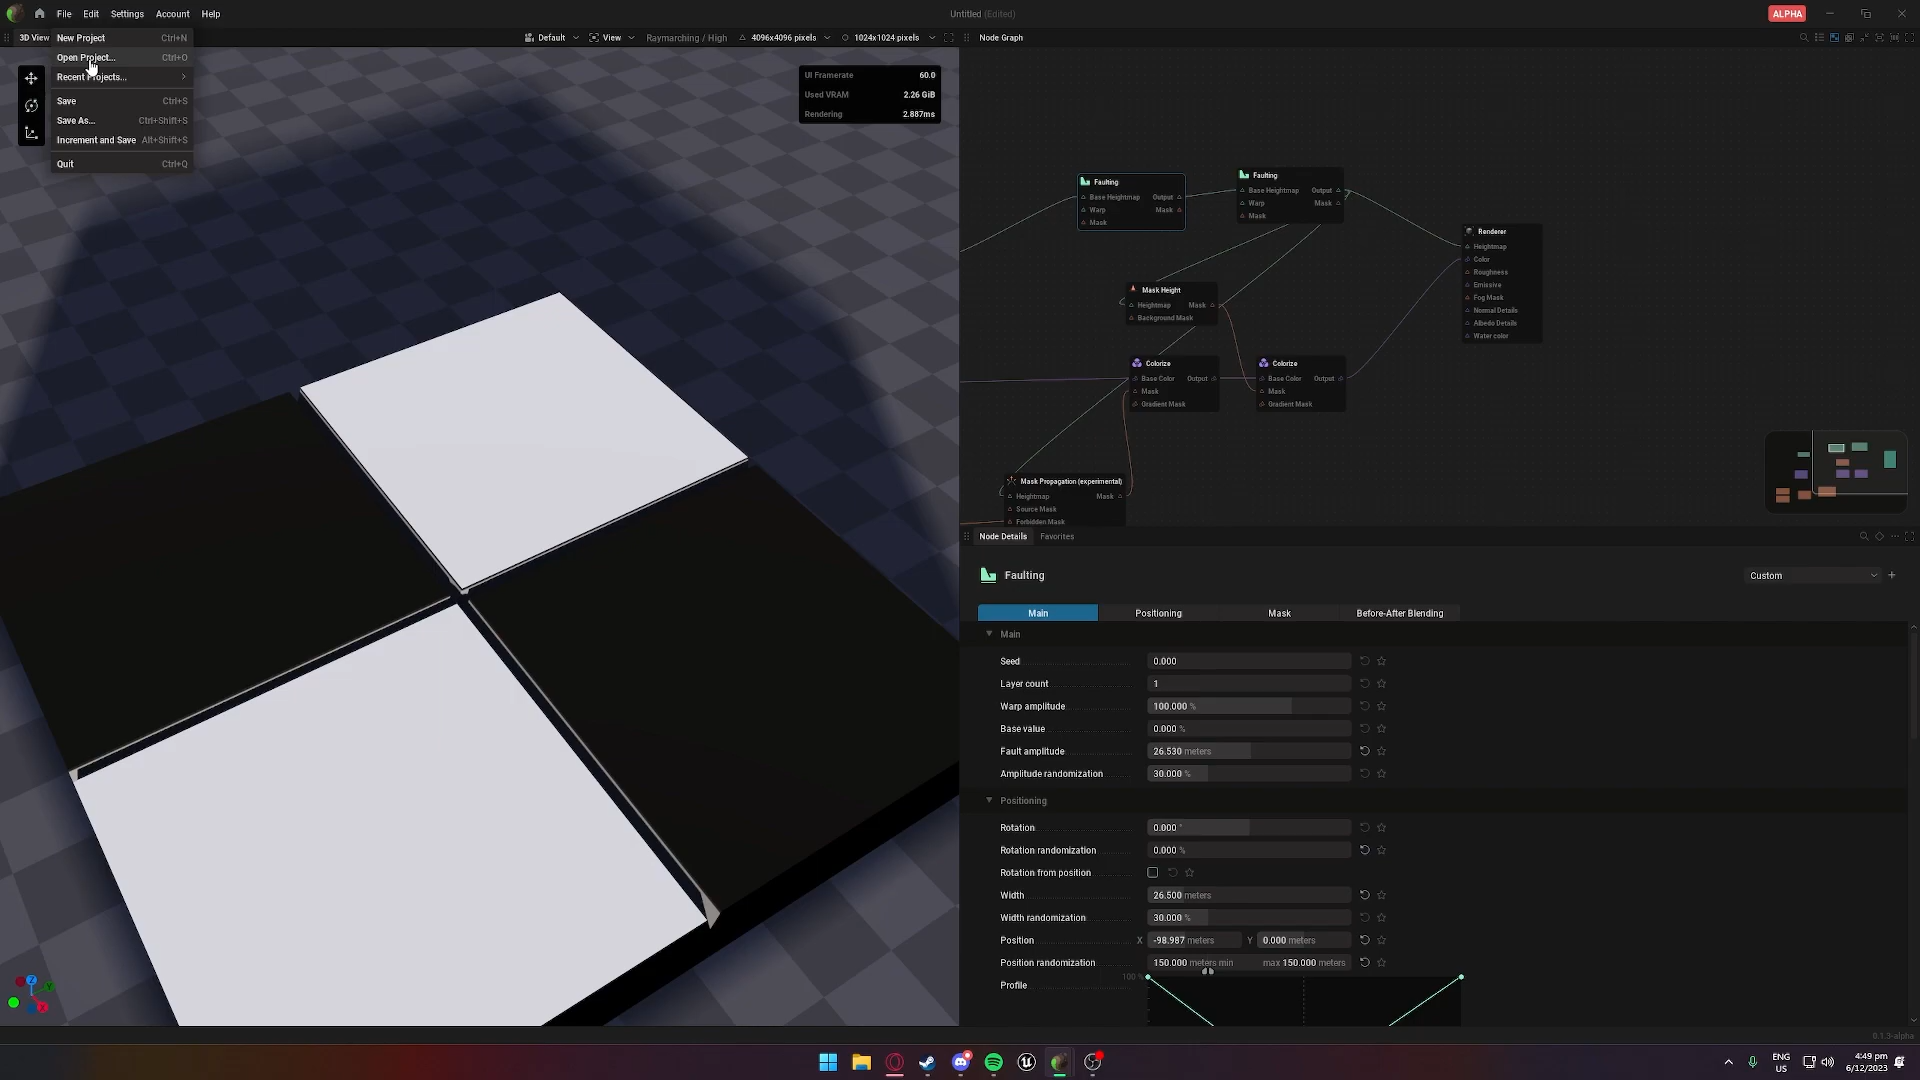 File Edit Settings Account Help
Untitled (Edited)
ALPHA
3D View
Default
View
Raymarching / High
4096x4096 pixels
1024x1024 pixels
Node Graph
New Project Ctrl+N
Open Project... Ctrl+O
Recent Projects...
Save Ctrl+S
Save As... Ctrl+Shift+S
Increment and Save Alt+Shift+S
Quit Ctrl+Q
UI Framerate 60.0
Used VRAM 2.26 GiB
Rendering 2.887ms
Faulting
Base Heightmap Output
Warp Mask
Mask
Faulting
Base Heightmap Output
Warp Mask
Mask
Renderer
Heightmap
Color
Roughness
Emissive
Fog Mask
Normal Details
Albedo Details
Water color
Mask Height
Heightmap Mask
Background Mask
Colorize
Base Color Output
Mask
Gradient Mask
Colorize
Base Color Output
Mask
Gradient Mask
Mask Propagation (experimental)
Heightmap Mask
Source Mask
Forbidden Mask
Node Details Favorites
Faulting
Custom
Main Positioning Mask Before-After Blending
Main
Seed 0.000
Layer count 1
Warp amplitude 100.000 %
Base value 0.000 %
Fault amplitude 26.530 meters
Amplitude randomization 30.000 %
Positioning
Rotation 0.000 °
Rotation randomization 0.000 %
Rotation from position
Width 26.500 meters
Width randomization 30.000 %
Position X -98.987 meters Y 0.000 meters
Position randomization 150.000 meters min max 150.000 meters
100 %
Profile
Z
Y
X
0.1.3-alpha
ENG
US
4:49 pm
6/12/2023